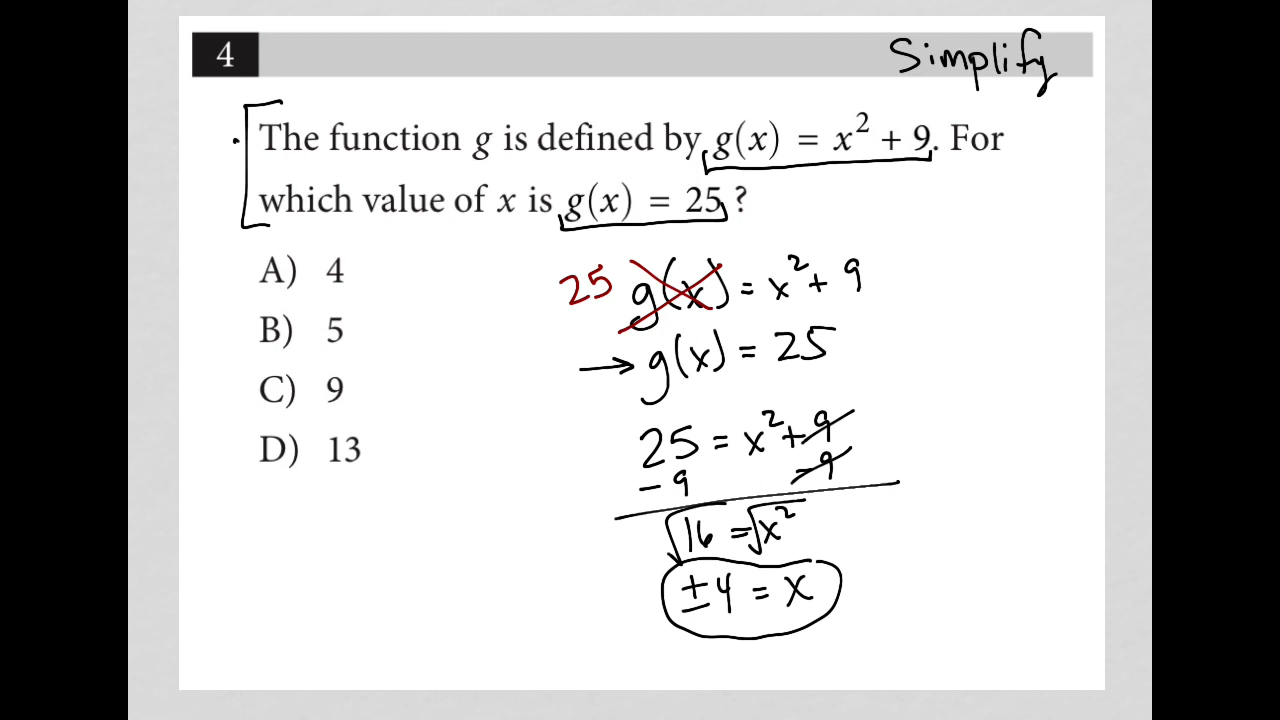 4
Simplify
The function g is defined by g(x) = x² + 9. For
which value of x is g(x) = 25 ?
A) 4
B) 5
C) 9
D) 13
25 g(x) = x² + 9
→ g(x) = 25
25 = x² + 9
− 9 − 9
√16 = √x²
±4 = x